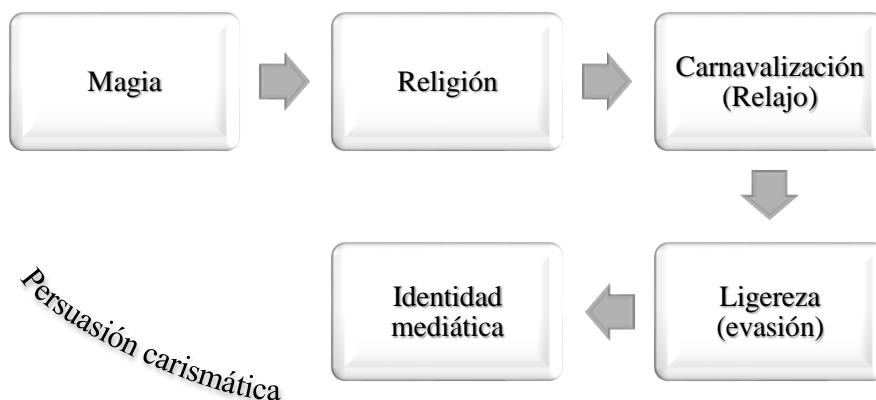 Magia
Religión
Carnavalización
(Relajo)
Ligereza
(evasión)
Identidad
mediática
Persuasión carismática